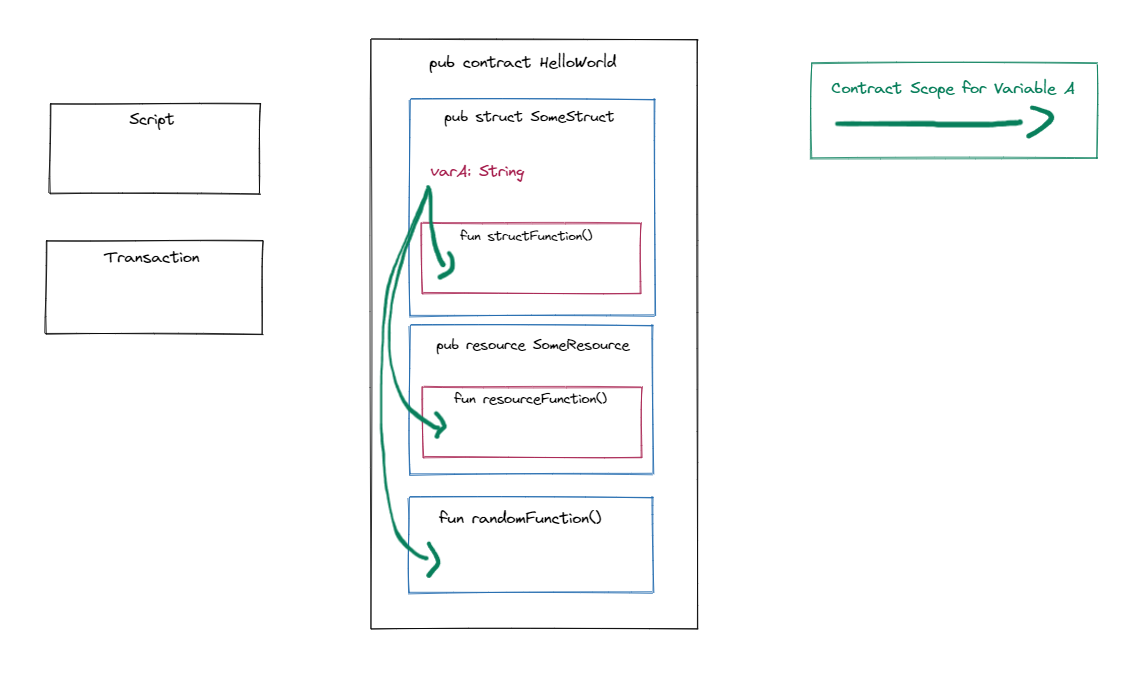 Script
Transaction
pub contract HelloWorld
pub struct SomeStruct
varA: String
fun structFunction()
pub resource SomeResource
fun resourceFunction()
fun randomFunction()
Contract Scope for Variable A